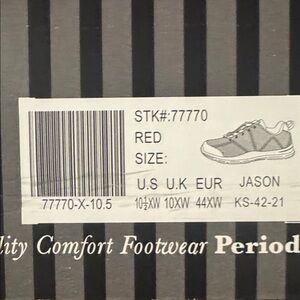 STK#:77770
RED
SIZE:
U.S U.K EUR JASON
77770-X-10.5 10½XW 10XW 44XW KS-42-21
lity Comfort Footwear Period